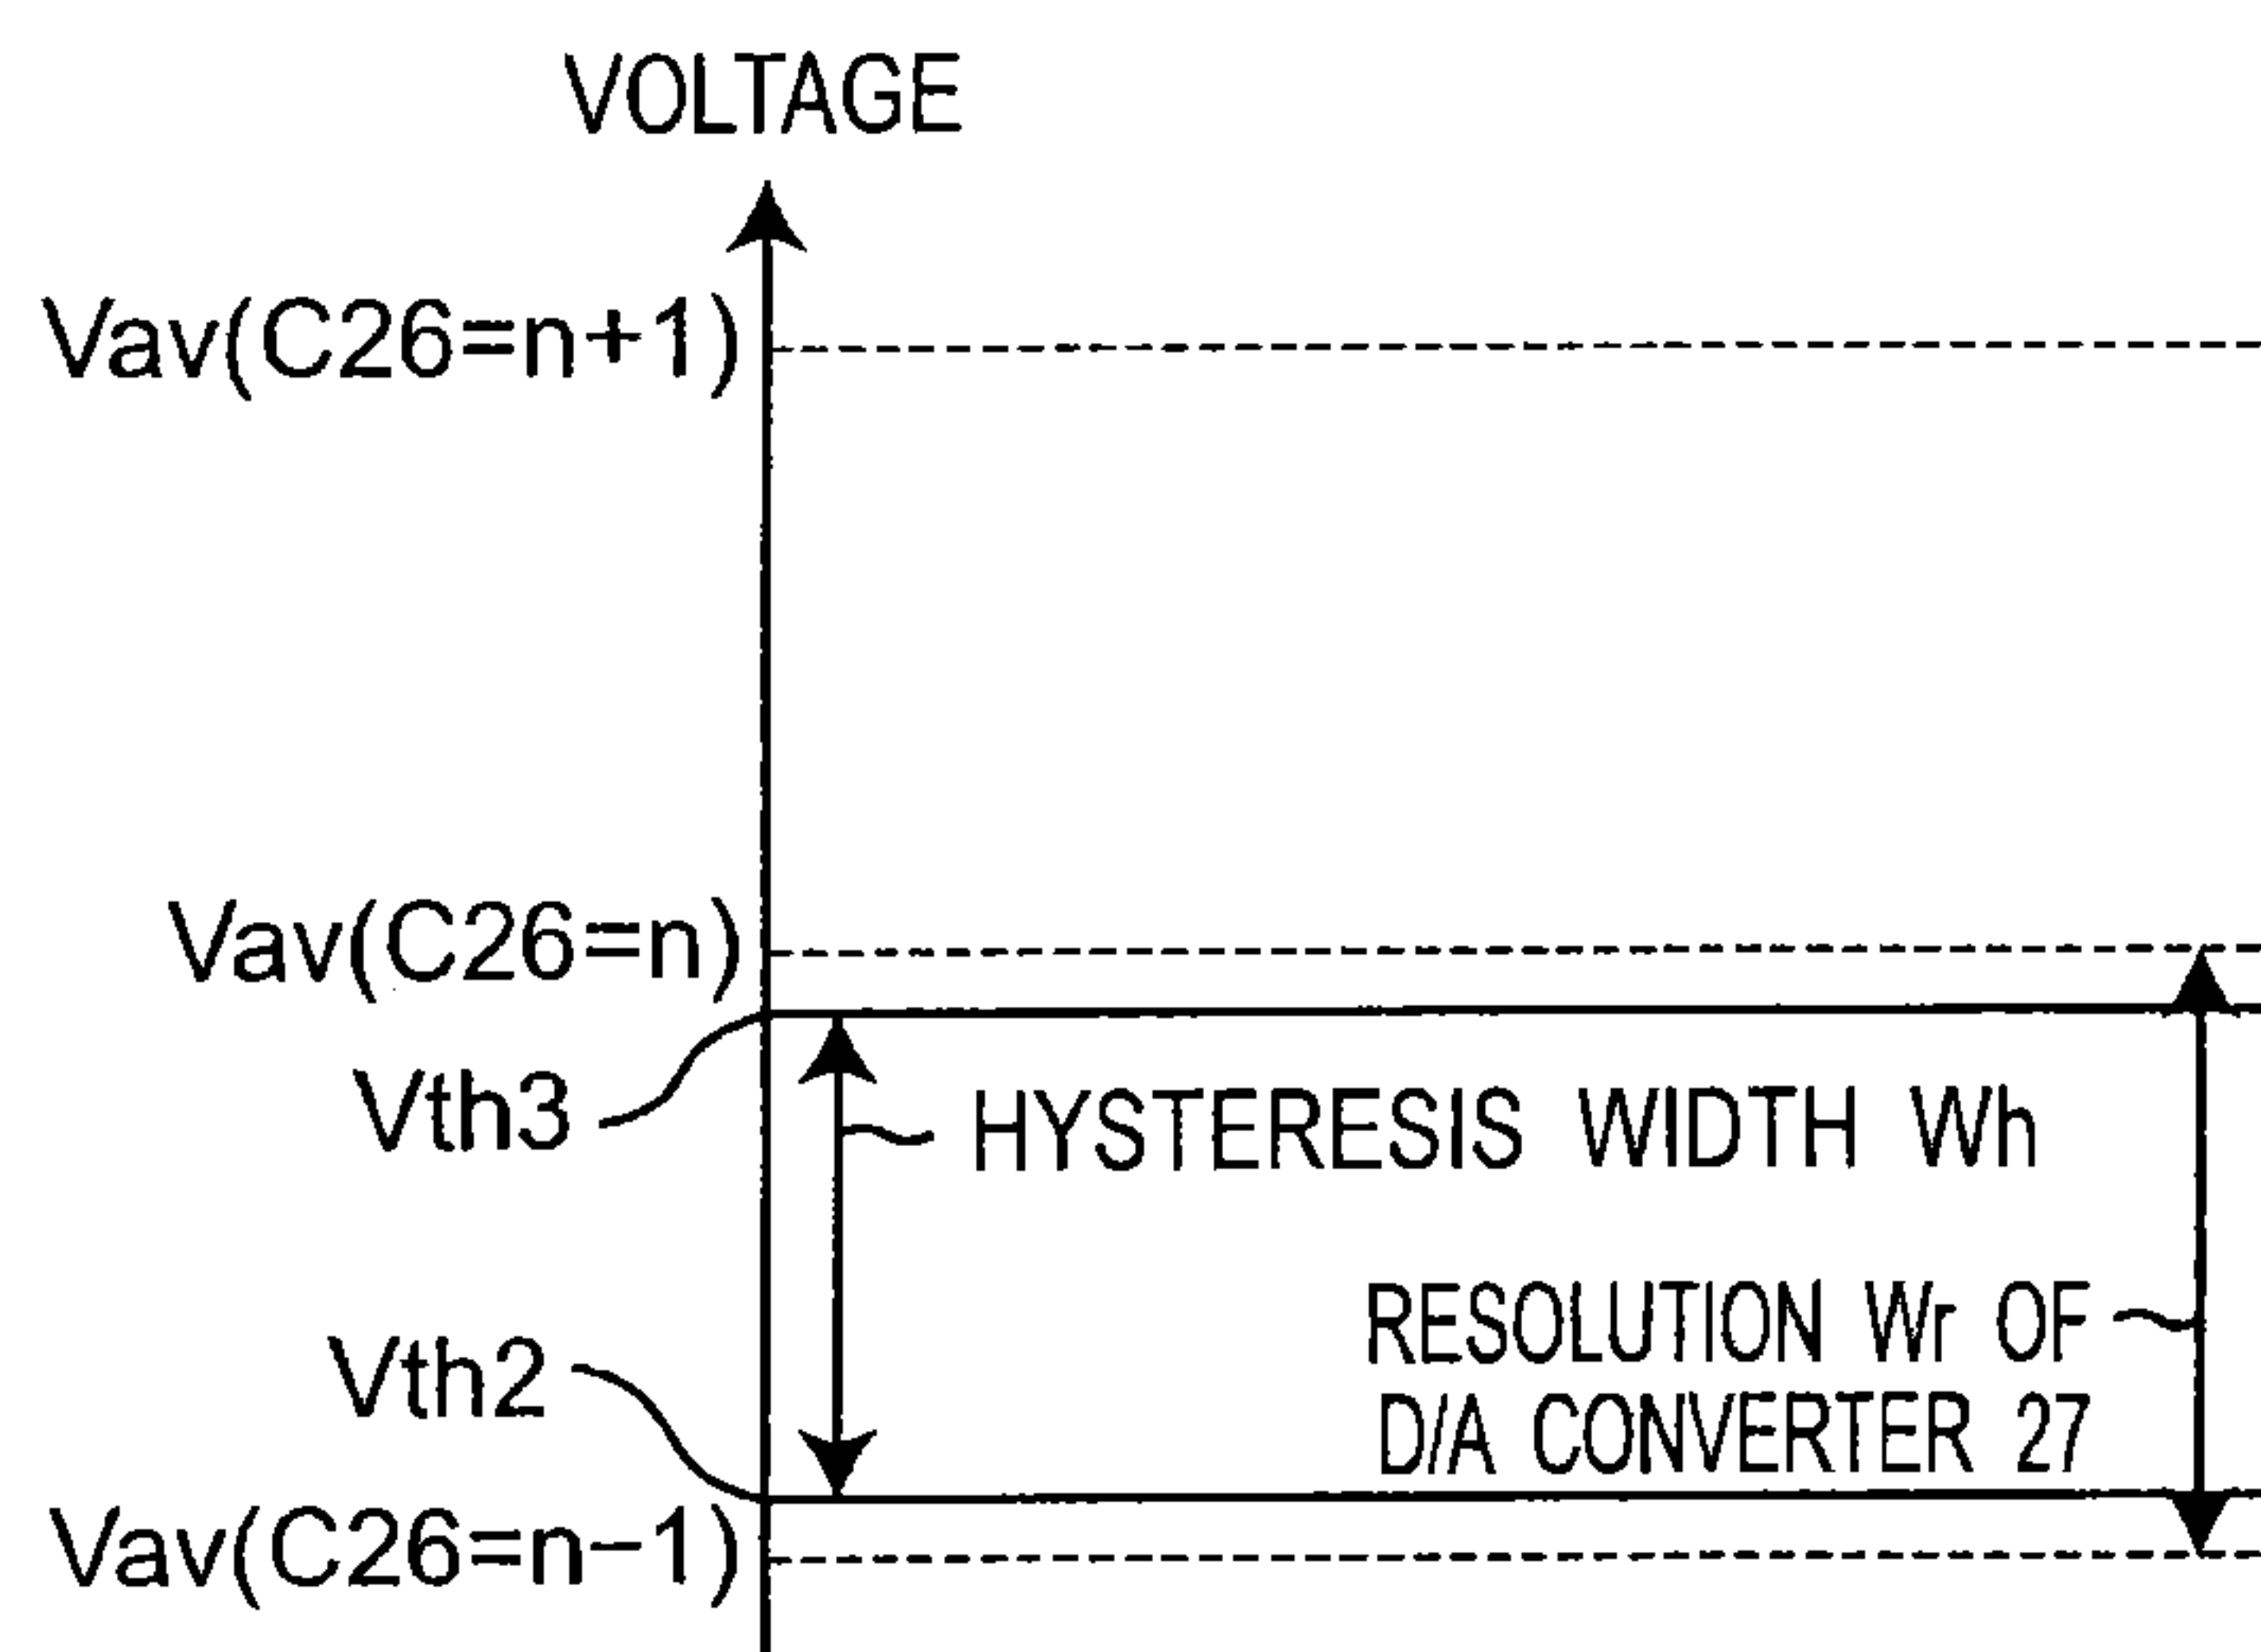 VOLTAGE
Vav(C26=n+1)
Vav(C26=n)
Vth3
HYSTERESIS WIDTH Wh
RESOLUTION Wr OF
D/A CONVERTER 27
Vth2
Vav(C26=n−1)